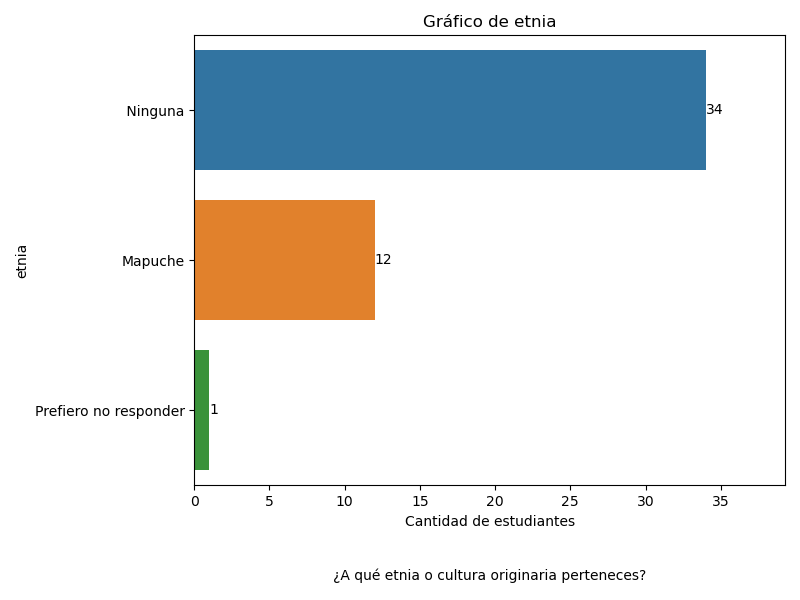 Gráfico de etnia
Ninguna
34
Mapuche
12
Prefiero no responder
1
etnia
0 5 10 15 20 25 30 35
Cantidad de estudiantes
¿A qué etnia o cultura originaria perteneces?